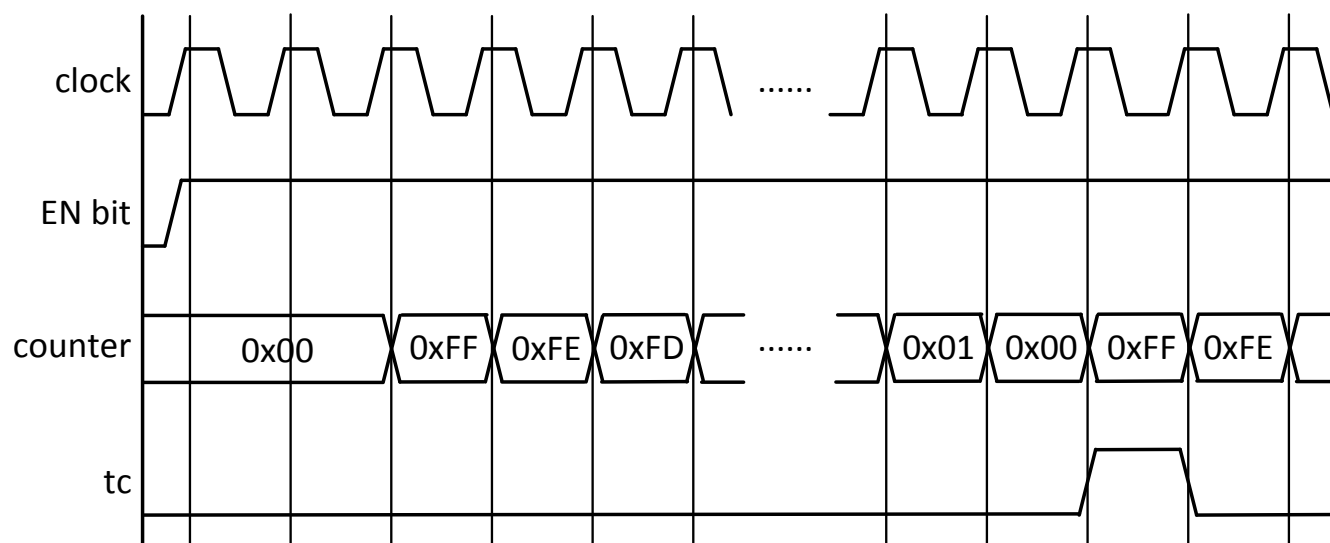 clock ......
EN bit
counter 0x00 0xFF 0xFE 0xFD ...... 0x01 0x00 0xFF 0xFE
tc